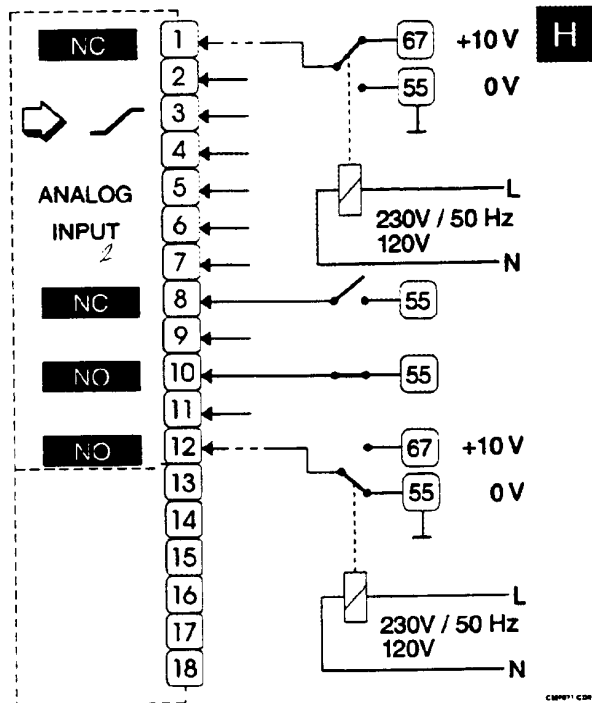 NC 1 67 +10 V H
2 55 0 V
3
4
ANALOG 5 L
INPUT 6 230V / 50 Hz
2 7 120V
N
NC 8 55
9
NO 10 55
11
NO 12 67 +10 V
13 55 0 V
14
15
16 L
17 230V / 50 Hz
120V
18 N